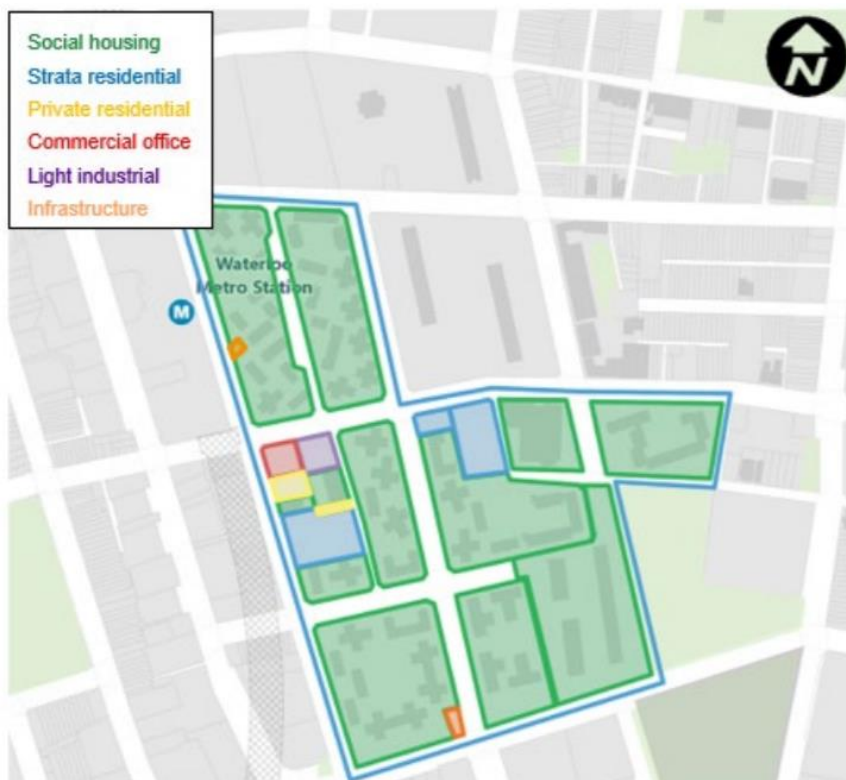 Social housing
Strata residential
Private residential
Commercial office
Light industrial
Infrastructure
N
Waterloo
Metro Station
M